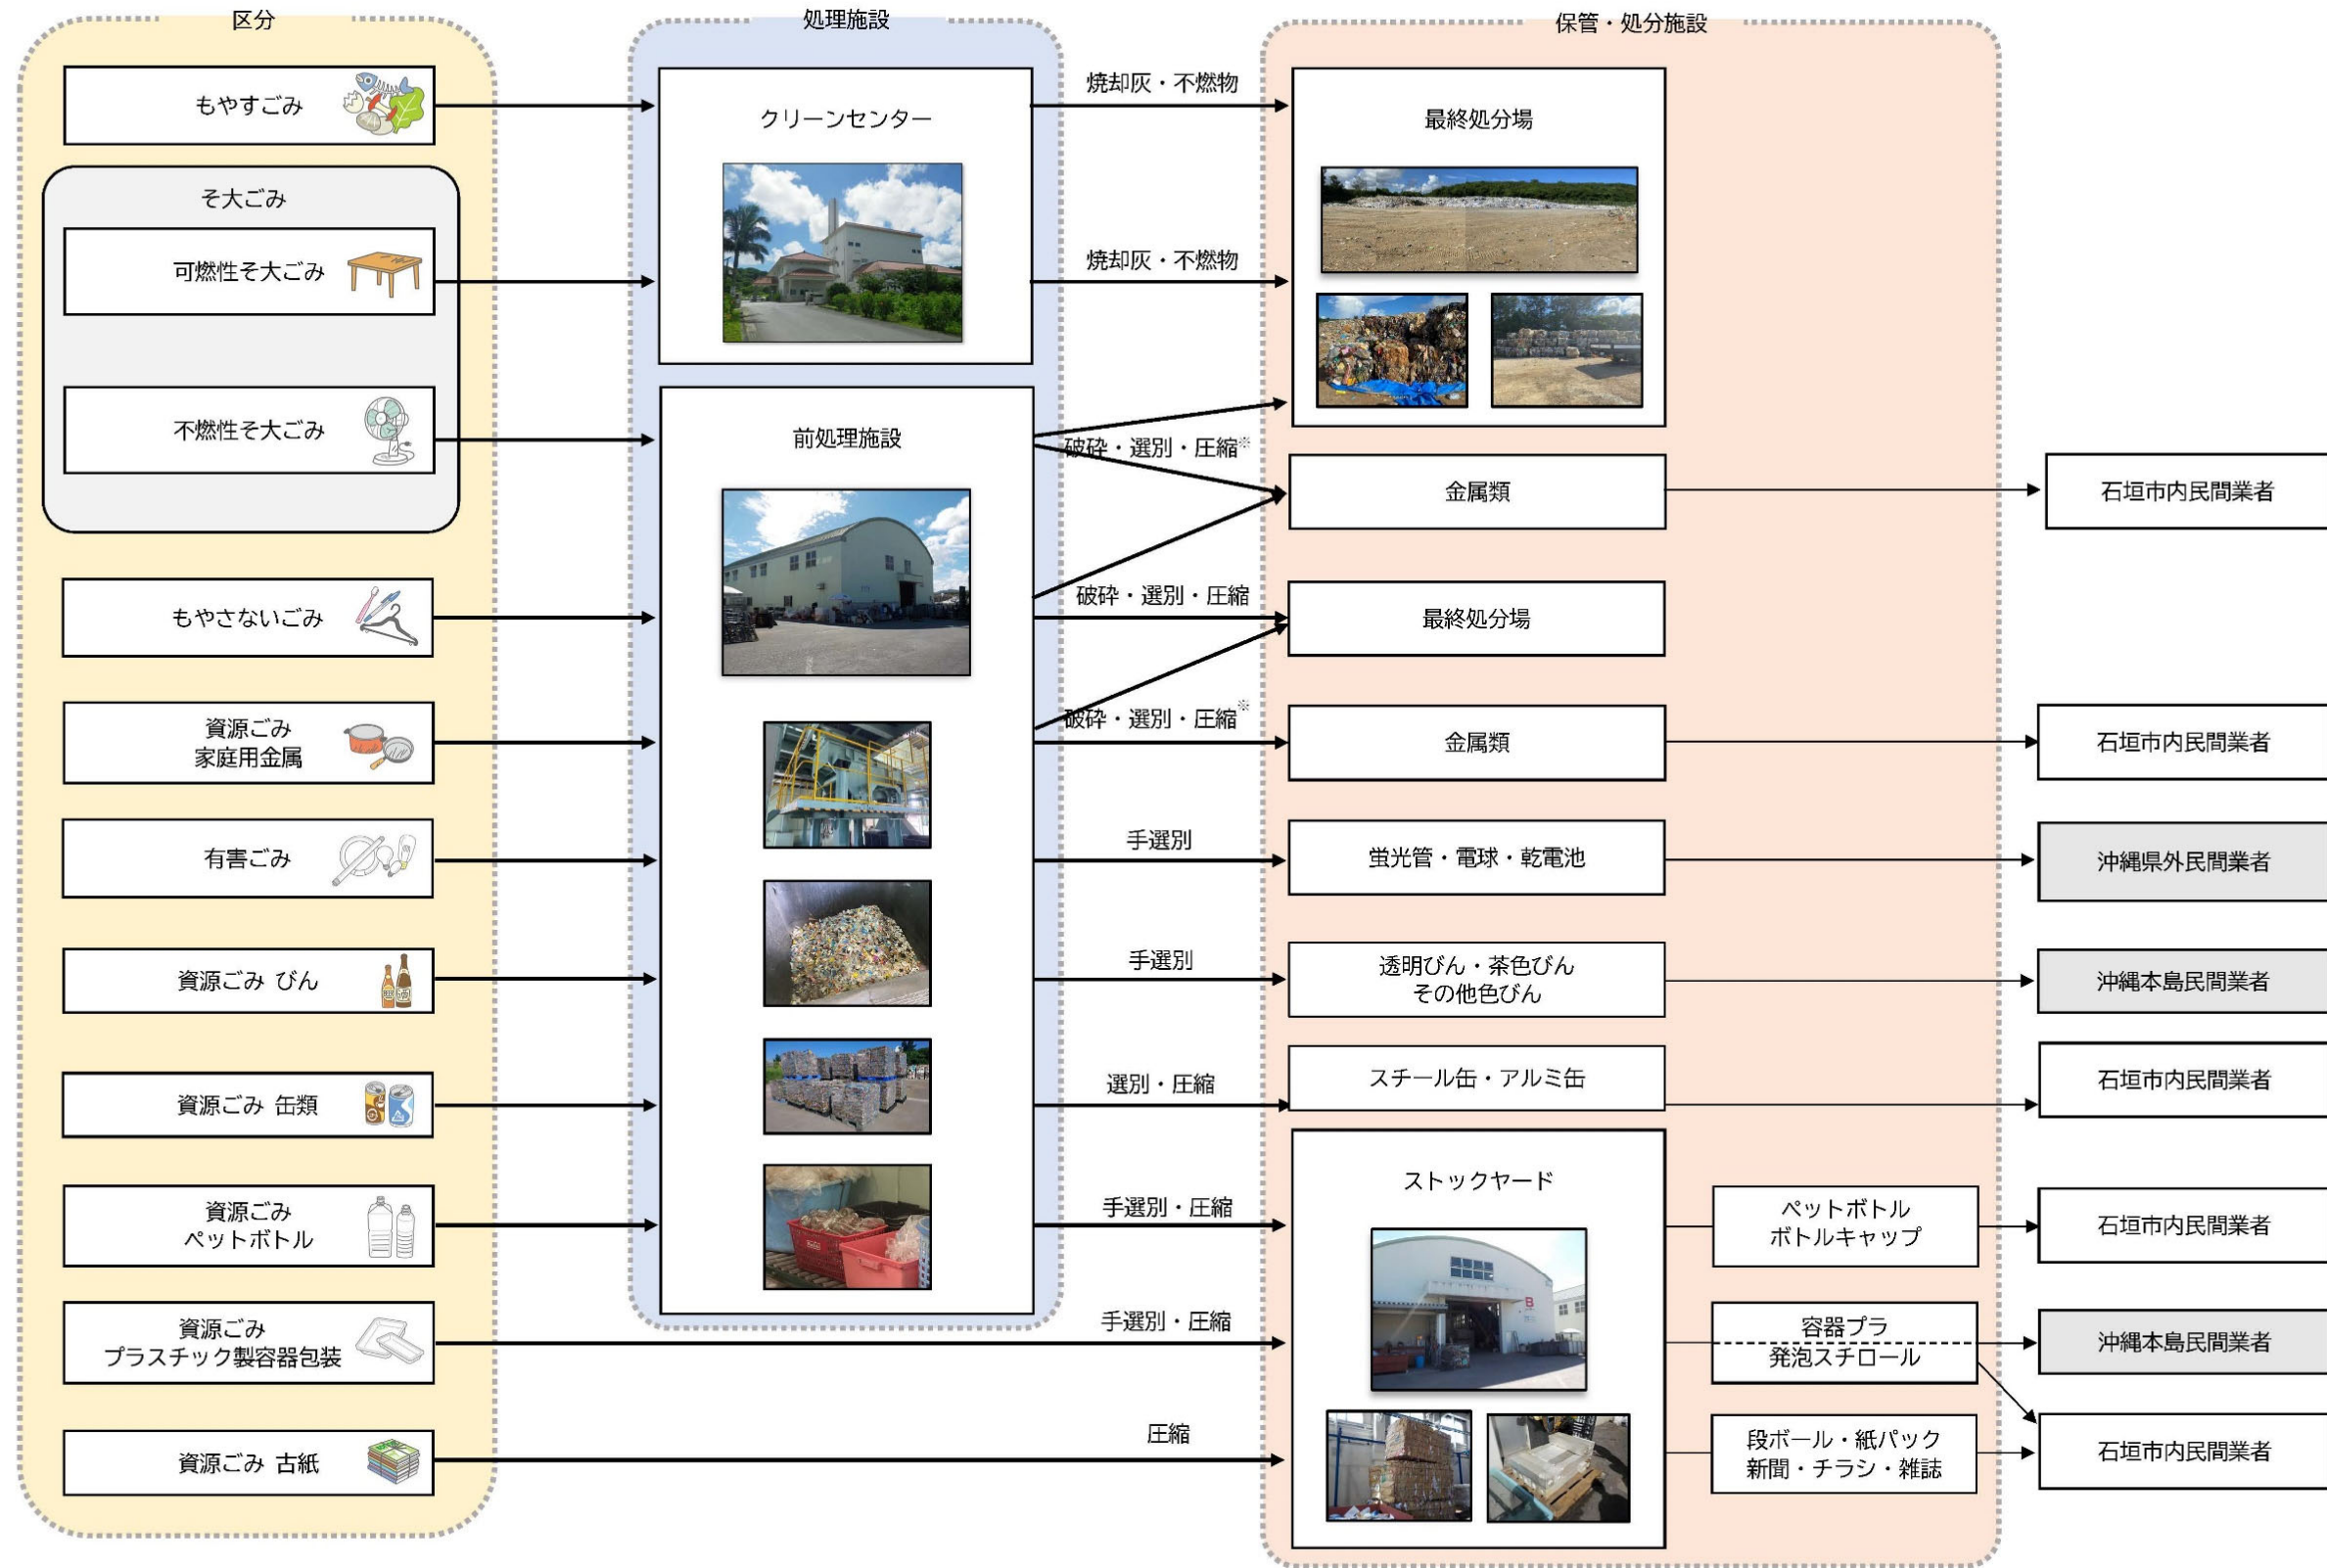 区分
処理施設
保管・処分施設
もやすごみ
クリーンセンター
焼却灰・不燃物
最終処分場
そ大ごみ
可燃性そ大ごみ
焼却灰・不燃物
不燃性そ大ごみ
前処理施設
破砕・選別・圧縮※
金属類
石垣市内民間業者
もやさないごみ
破砕・選別・圧縮
最終処分場
資源ごみ
家庭用金属
破砕・選別・圧縮※
金属類
石垣市内民間業者
有害ごみ
手選別
蛍光管・電球・乾電池
沖縄県外民間業者
資源ごみ びん
手選別
透明びん・茶色びん
その他色びん
沖縄本島民間業者
資源ごみ 缶類
選別・圧縮
スチール缶・アルミ缶
石垣市内民間業者
資源ごみ
ペットボトル
手選別・圧縮
ストックヤード
ペットボトル
ボトルキャップ
石垣市内民間業者
資源ごみ
プラスチック製容器包装
手選別・圧縮
B
容器プラ
発泡スチロール
沖縄本島民間業者
資源ごみ 古紙
圧縮
段ボール・紙パック
新聞・チラシ・雑誌
石垣市内民間業者